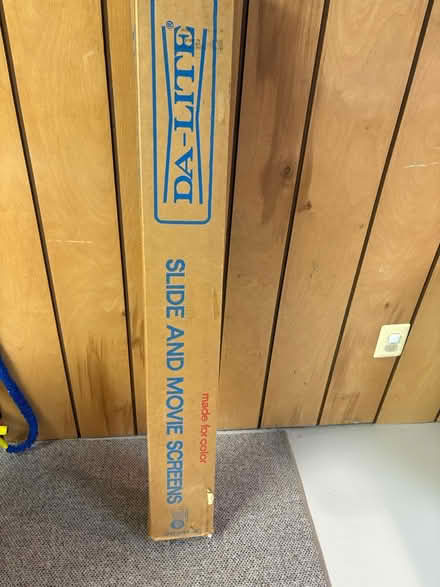 DA-LITE®
SLIDE AND MOVIE SCREENS
made for color